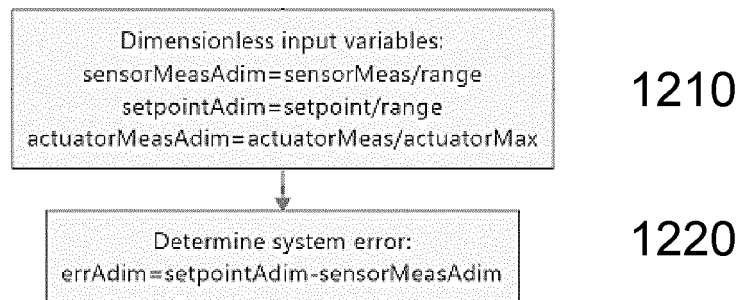 Dimensionless input variables:
sensorMeasAdim=sensorMeas/range
setpointAdim=setpoint/range
actuatorMeasAdim=actuatorMeas/actuatorMax
1210
Determine system error:
errAdim=setpointAdim-sensorMeasAdim
1220